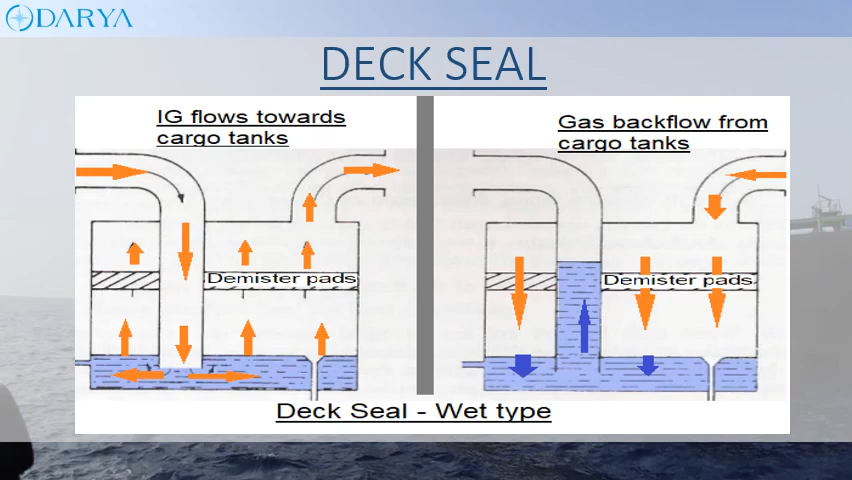 ODARYA
DECK SEAL
IG flows towards
cargo tanks
Gas backflow from
cargo tanks
Demister pads
Demister pads.
Deck Seal - Wet type